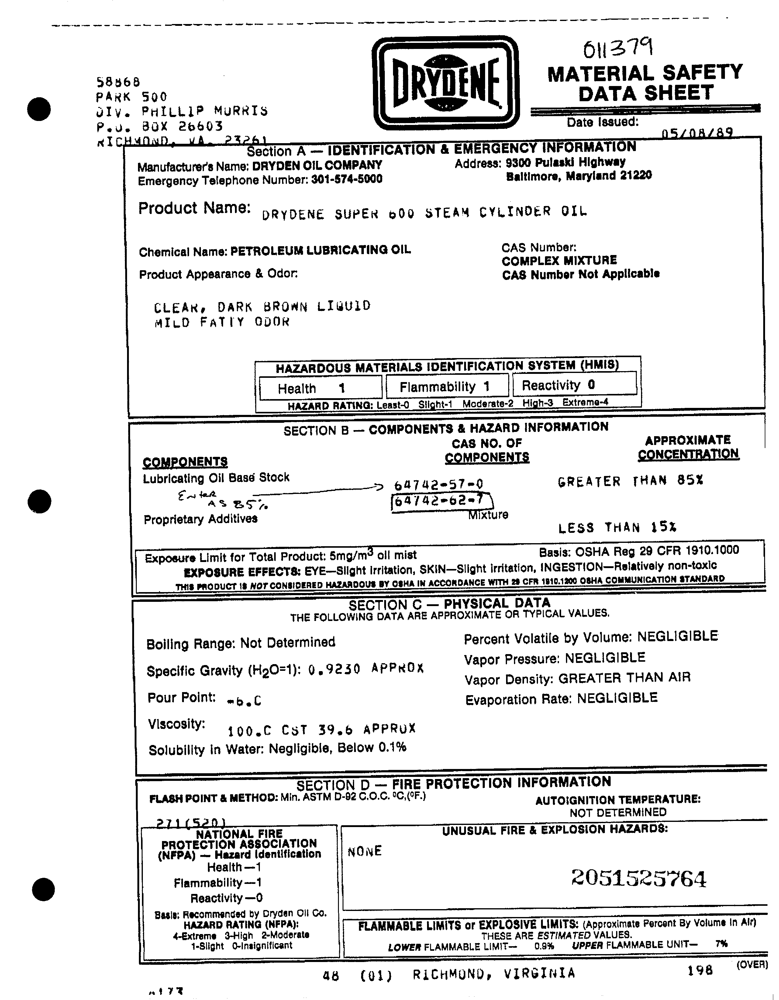 011379
58868
PARK 500
DIV. PHILLIP MORRIS
P.O. BOX 26603
RICHMOND, VA. 23261
DRYDENE
MATERIAL SAFETY
DATA SHEET
Date Issued:
05/08/89
Section A — IDENTIFICATION & EMERGENCY INFORMATION
Manufacturer's Name: DRYDEN OIL COMPANY Address: 9300 Pulaski Highway
Emergency Telephone Number: 301-574-5000 Baltimore, Maryland 21220
Product Name: DRYDENE SUPER 600 STEAM CYLINDER OIL
Chemical Name: PETROLEUM LUBRICATING OIL CAS Number:
COMPLEX MIXTURE
Product Appearance & Odor: CAS Number Not Applicable
CLEAR, DARK BROWN LIQUID
MILD FATTY ODOR
HAZARDOUS MATERIALS IDENTIFICATION SYSTEM (HMIS)
Health 1 Flammability 1 Reactivity 0
HAZARD RATING: Least-0 Slight-1 Moderate-2 High-3 Extreme-4
SECTION B — COMPONENTS & HAZARD INFORMATION
CAS NO. OF APPROXIMATE
COMPONENTS COMPONENTS CONCENTRATION
Lubricating Oil Base Stock 64742-57-0 GREATER THAN 85%
Enter
AS 85% 64742-62-7
Proprietary Additives Mixture
LESS THAN 15%
Exposure Limit for Total Product: 5mg/m3 oil mist Basis: OSHA Reg 29 CFR 1910.1000
EXPOSURE EFFECTS: EYE—Slight Irritation, SKIN—Slight irritation, INGESTION—Relatively non-toxic
THIS PRODUCT IS NOT CONSIDERED HAZARDOUS BY OSHA IN ACCORDANCE WITH 29 CFR 1910.1200 OSHA COMMUNICATION STANDARD
SECTION C — PHYSICAL DATA
THE FOLLOWING DATA ARE APPROXIMATE OR TYPICAL VALUES.
Boiling Range: Not Determined Percent Volatile by Volume: NEGLIGIBLE
Specific Gravity (H2O=1): 0.9230 APPROX Vapor Pressure: NEGLIGIBLE
Vapor Density: GREATER THAN AIR
Pour Point: -6.C Evaporation Rate: NEGLIGIBLE
Viscosity: 100.C CST 39.6 APPROX
Solubility in Water: Negligible, Below 0.1%
SECTION D — FIRE PROTECTION INFORMATION
FLASH POINT & METHOD: Min. ASTM D-92 C.O.C. ºC,(ºF.) AUTOIGNITION TEMPERATURE:
NOT DETERMINED
271(520)
NATIONAL FIRE
PROTECTION ASSOCIATION
(NFPA) — Hazard Identification
Health—1
Flammability—1
Reactivity—0
Basis: Recommended by Dryden Oil Co.
HAZARD RATING (NFPA):
4-Extreme 3-High 2-Moderate
1-Slight 0-Insignificant
UNUSUAL FIRE & EXPLOSION HAZARDS:
NONE
2051525764
FLAMMABLE LIMITS or EXPLOSIVE LIMITS: (Approximate Percent By Volume In Air)
THESE ARE ESTIMATED VALUES.
LOWER FLAMMABLE LIMIT— 0.9% UPPER FLAMMABLE UNIT— 7%
48 (01) RICHMOND, VIRGINIA 198 (OVER)